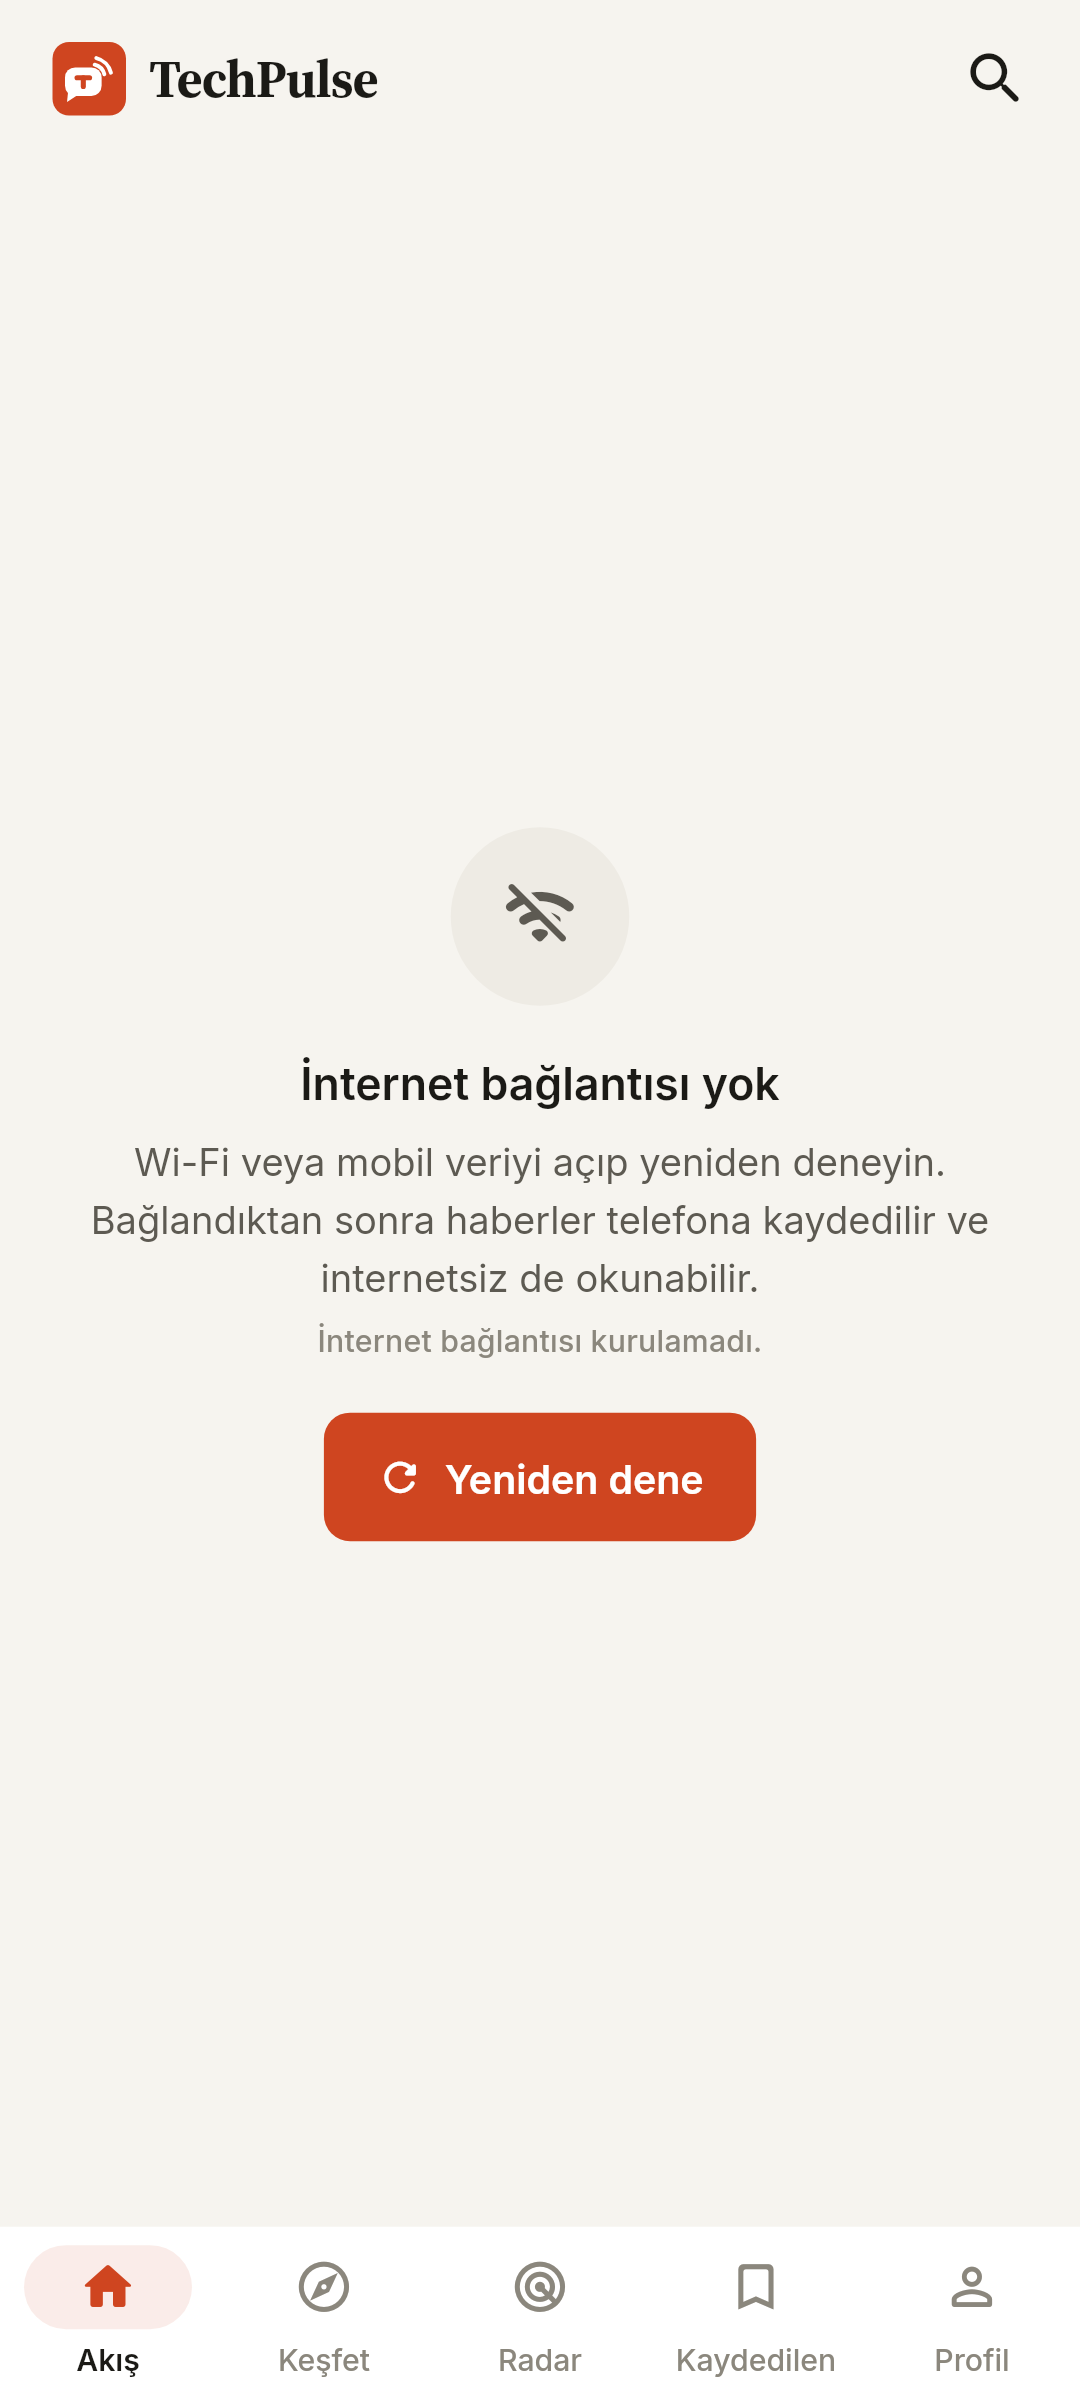 TechPulse
İnternet bağlantısı yok
Wi-Fi veya mobil veriyi açıp yeniden deneyin.
Bağlandıktan sonra haberler telefona kaydedilir ve
internetsiz de okunabilir.
İnternet bağlantısı kurulamadı.
Yeniden dene
Akış
Keşfet
Radar
Kaydedilen
Profil